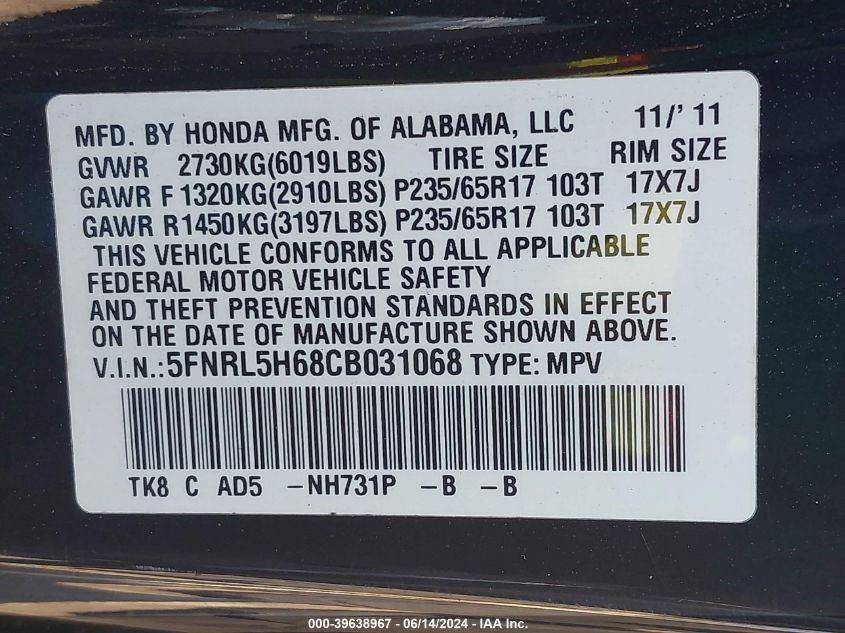 MFD. BY HONDA MFG. OF ALABAMA, LLC 11/' 11
GVWR 2730KG(6019LBS) TIRE SIZE RIM SIZE
GAWR F 1320KG(2910LBS) P235/65R17 103T 17X7J
GAWR R1450KG(3197LBS) P235/65R17 103T 17X7J
THIS VEHICLE CONFORMS TO ALL APPLICABLE
FEDERAL MOTOR VEHICLE SAFETY
AND THEFT PREVENTION STANDARDS IN EFFECT
ON THE DATE OF MANUFACTURE SHOWN ABOVE.
V.I.N.:5FNRL5H68CB031068 TYPE: MPV
TK8 C AD5 -NH731P -B -B
000-39638967 - 06/14/2024 - IAA Inc.